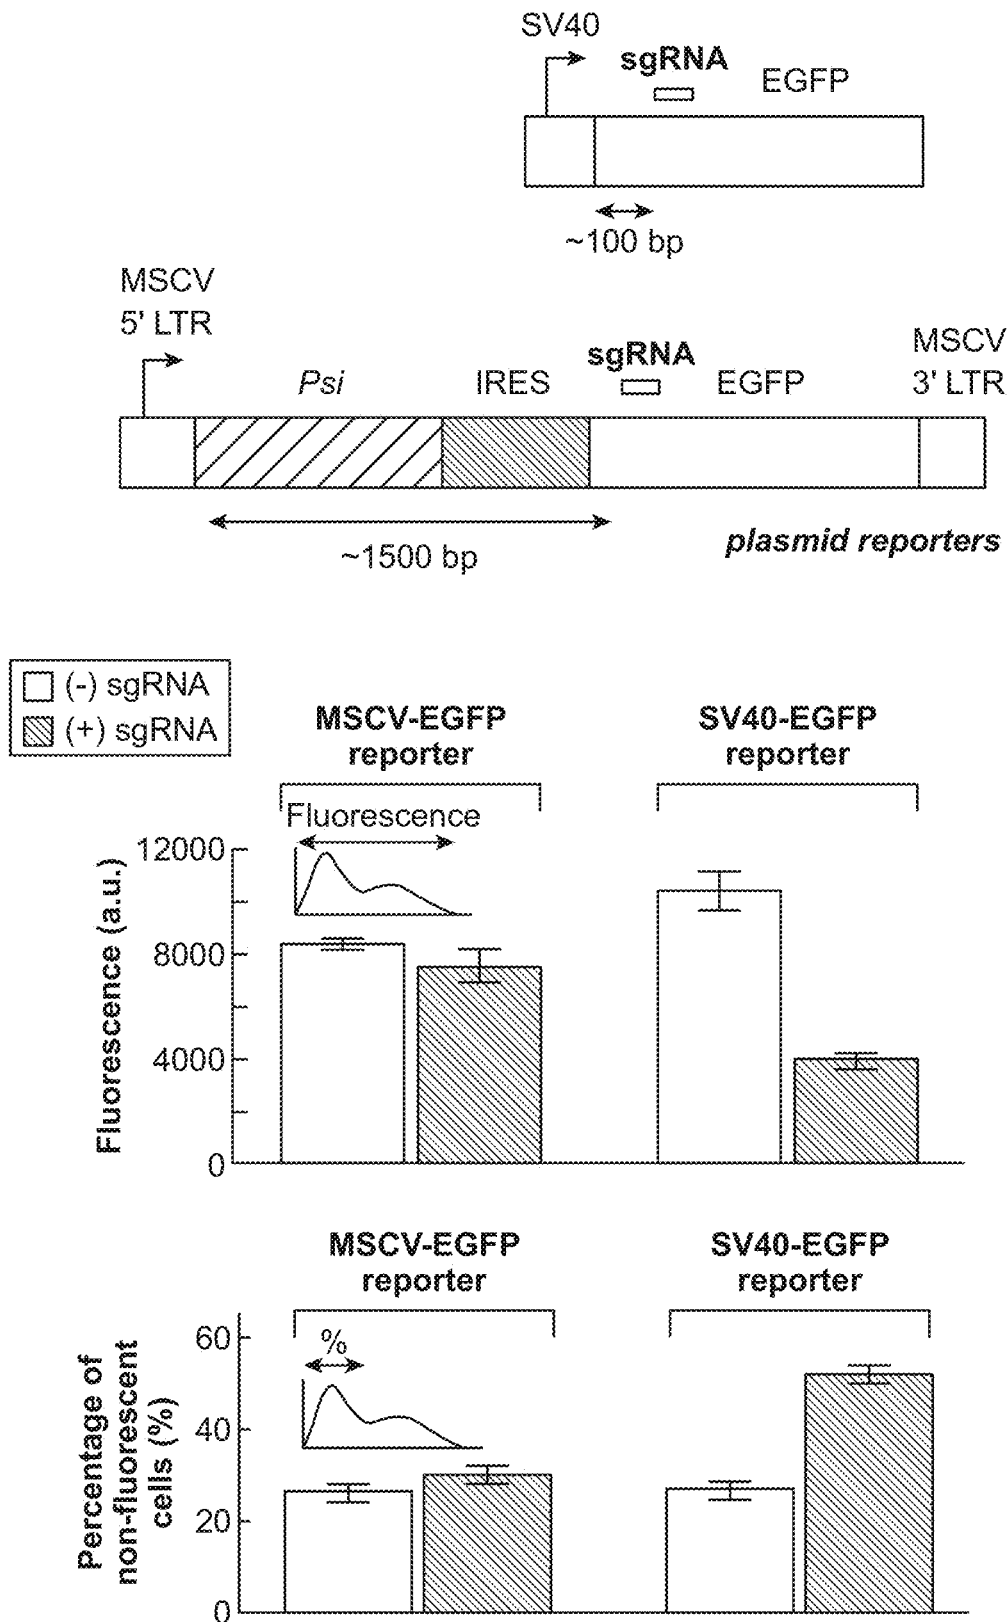 SV40
sgRNA
EGFP
~100 bp
MSCV
5' LTR
Psi
IRES
sgRNA
EGFP
MSCV
3' LTR
~1500 bp
plasmid reporters
(-) sgRNA
(+) sgRNA
MSCV-EGFP
reporter
SV40-EGFP
reporter
Fluorescence
Fluorescence (a.u.)
12000
8000
4000
0
MSCV-EGFP
reporter
SV40-EGFP
reporter
%
Percentage of
non-fluorescent
cells (%)
60
40
20
0